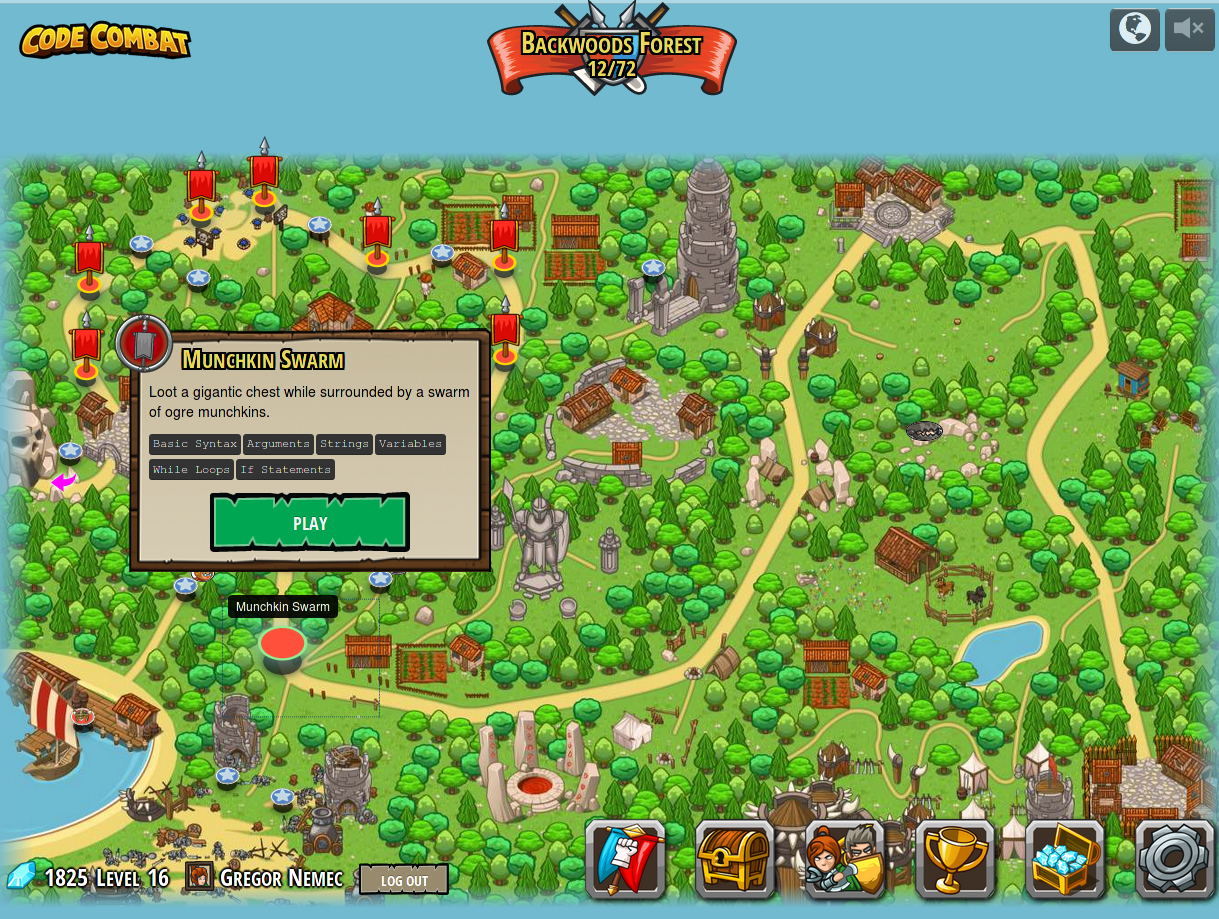 CODE COMBAT
BACKWOODS FOREST
12/72
MUNCHKIN SWARM
Loot a gigantic chest while surrounded by a swarm
of ogre munchkins.
Basic Syntax Arguments Strings Variables
While Loops If Statements
PLAY
Munchkin Swarm
1825 LEVEL 16 GREGOR NEMEC LOG OUT